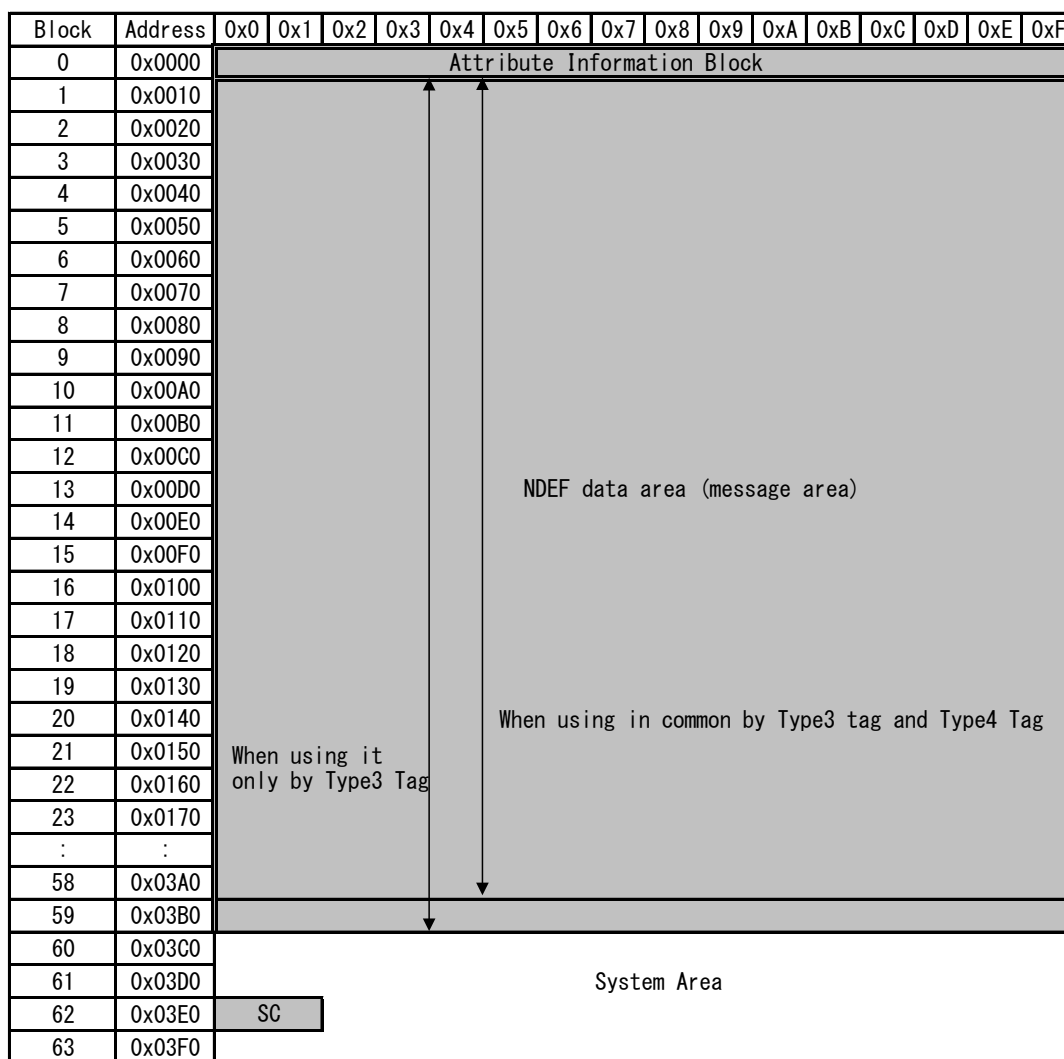 Block Address 0x0 0x1 0x2 0x3 0x4 0x5 0x6 0x7 0x8 0x9 0xA 0xB 0xC 0xD 0xE 0xF
0 0x0000 Attribute Information Block
1 0x0010
2 0x0020
3 0x0030
4 0x0040
5 0x0050
6 0x0060
7 0x0070
8 0x0080
9 0x0090
10 0x00A0
11 0x00B0
12 0x00C0
13 0x00D0 NDEF data area (message area)
14 0x00E0
15 0x00F0
16 0x0100
17 0x0110
18 0x0120
19 0x0130
20 0x0140 When using in common by Type3 tag and Type4 Tag
21 0x0150 When using it
22 0x0160 only by Type3 Tag
23 0x0170
: :
58 0x03A0
59 0x03B0
60 0x03C0
61 0x03D0 System Area
62 0x03E0 SC
63 0x03F0